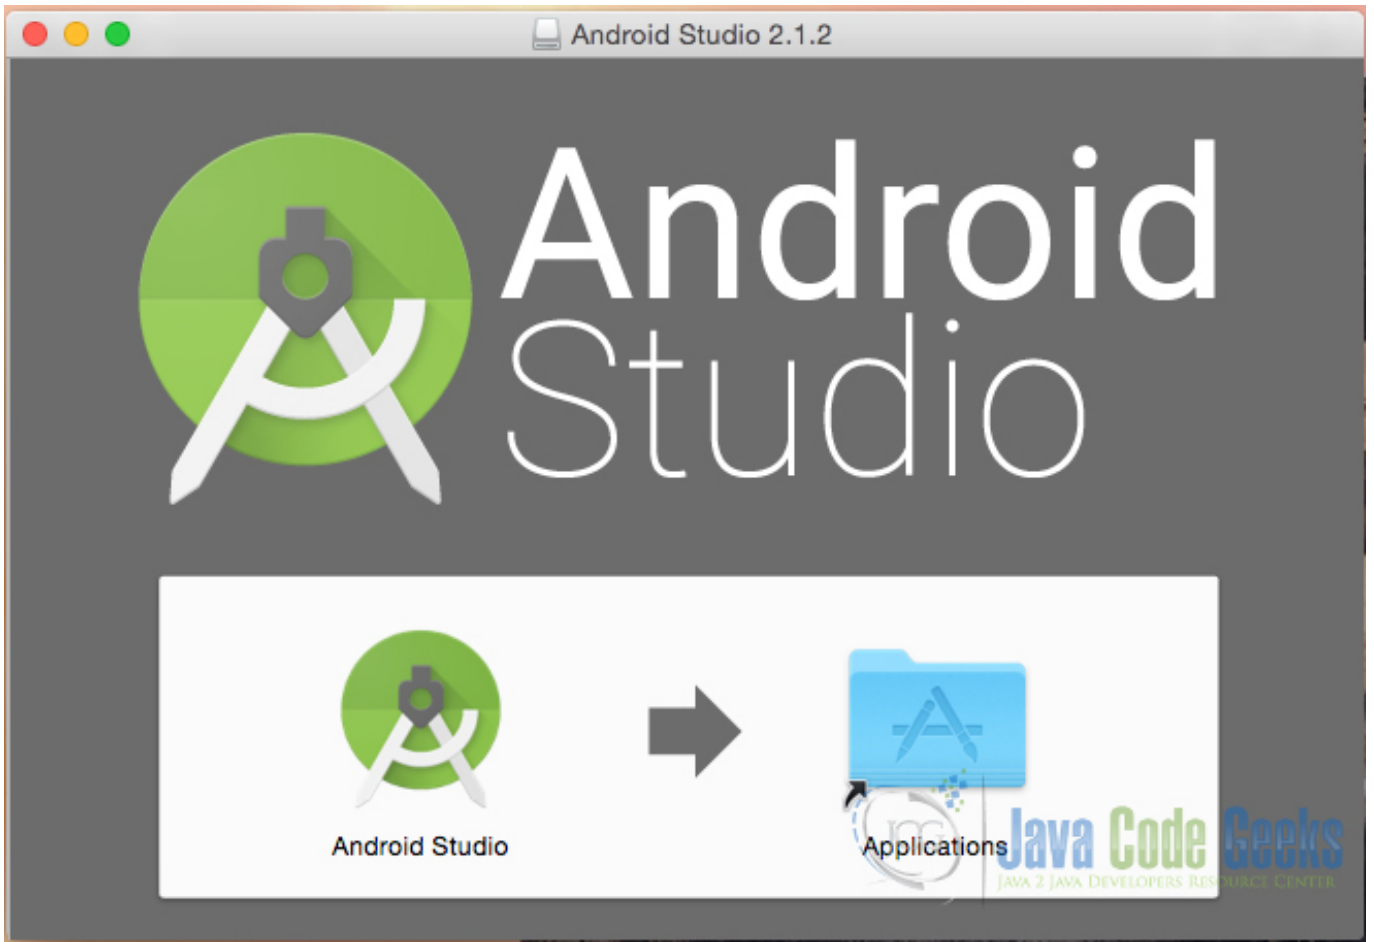 Android Studio 2.1.2
Android
Studio
Android Studio
Applications
JCG
Java Code Geeks
JAVA 2 JAVA DEVELOPERS RESOURCE CENTER